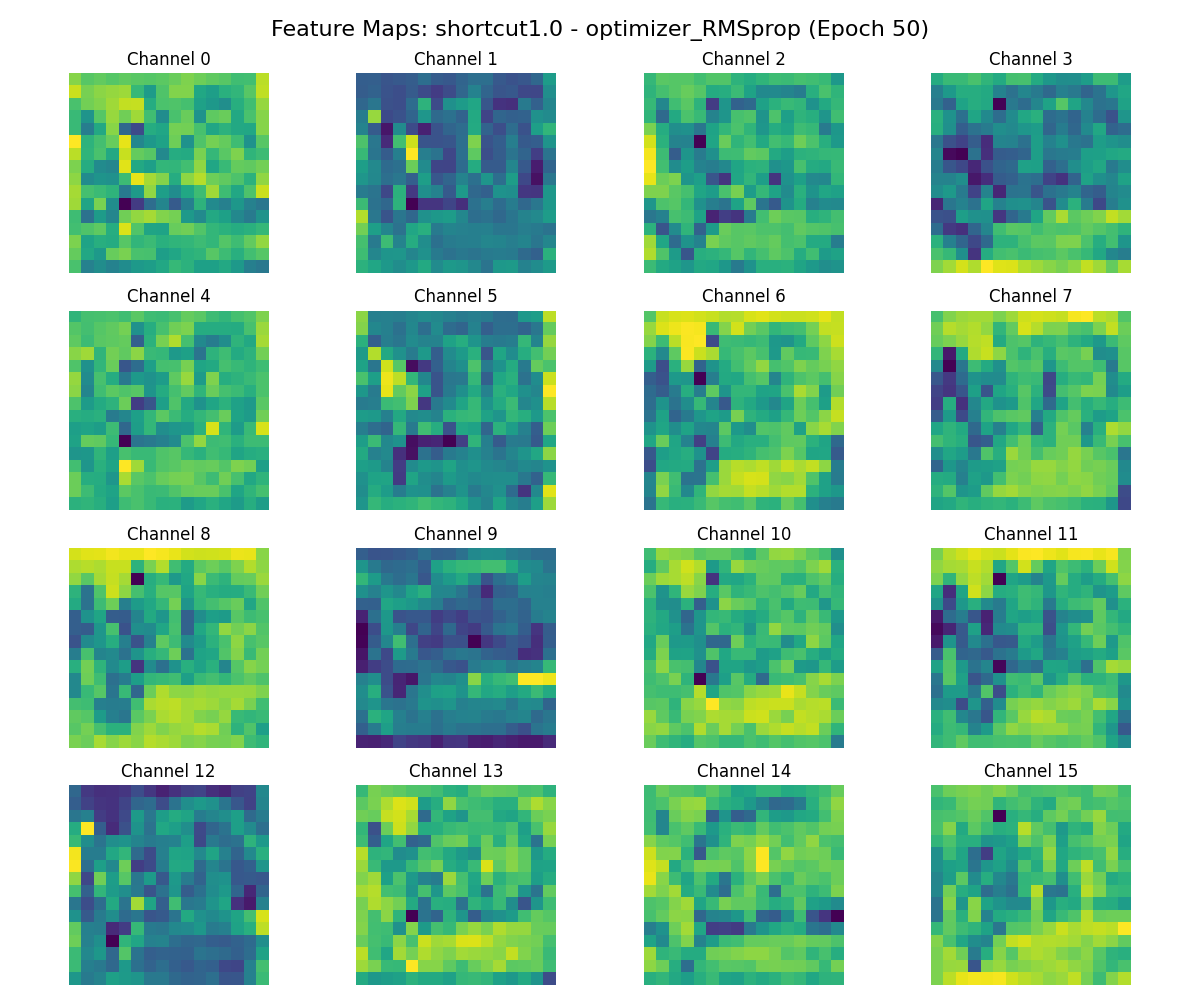 Feature Maps: shortcut1.0 - optimizer_RMSprop (Epoch 50)
Channel 0
Channel 1
Channel 2
Channel 3
Channel 4
Channel 5
Channel 6
Channel 7
Channel 8
Channel 9
Channel 10
Channel 11
Channel 12
Channel 13
Channel 14
Channel 15